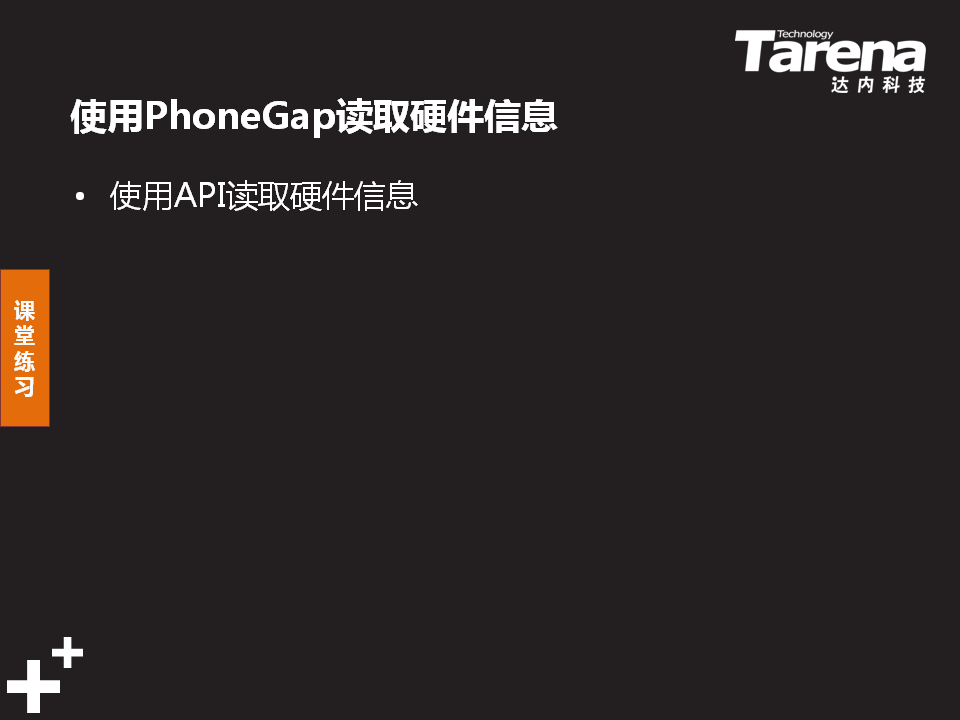 Technology
Tarena
达内科技
使用PhoneGap读取硬件信息
• 使用API读取硬件信息
课
堂
练
习